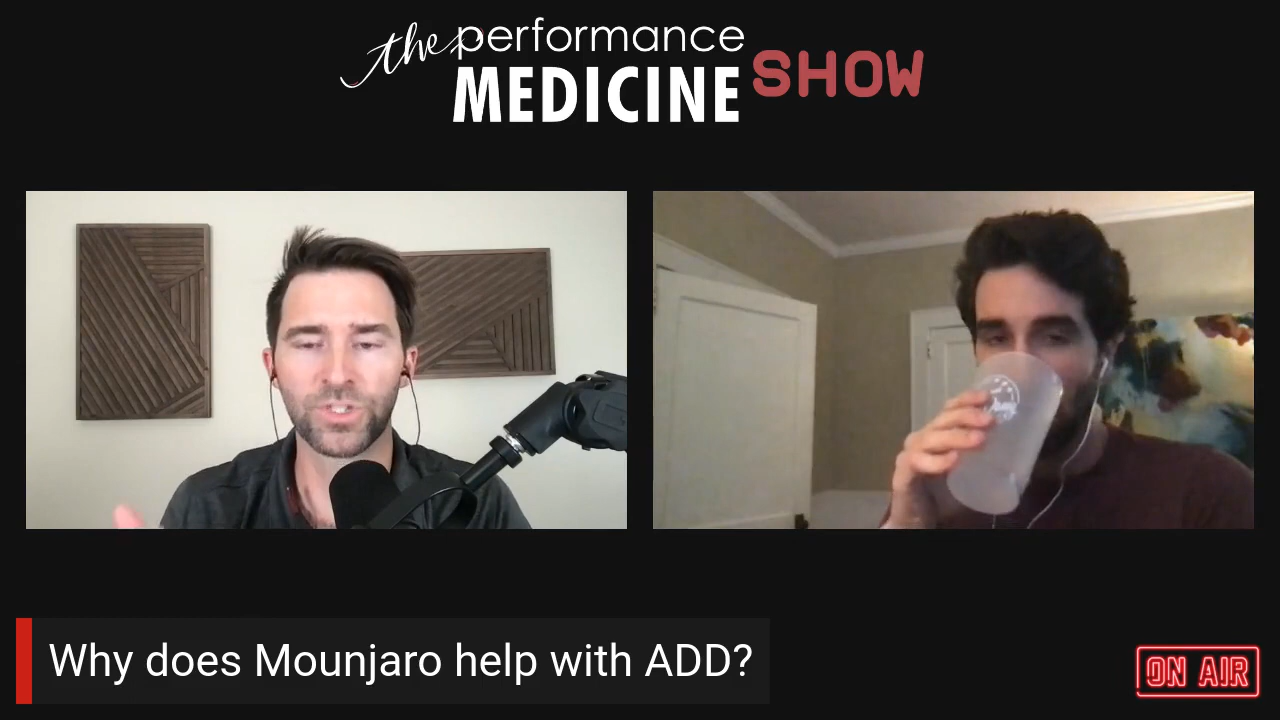 the performance
MEDICINE SHOW
Why does Mounjaro help with ADD?
ON AIR